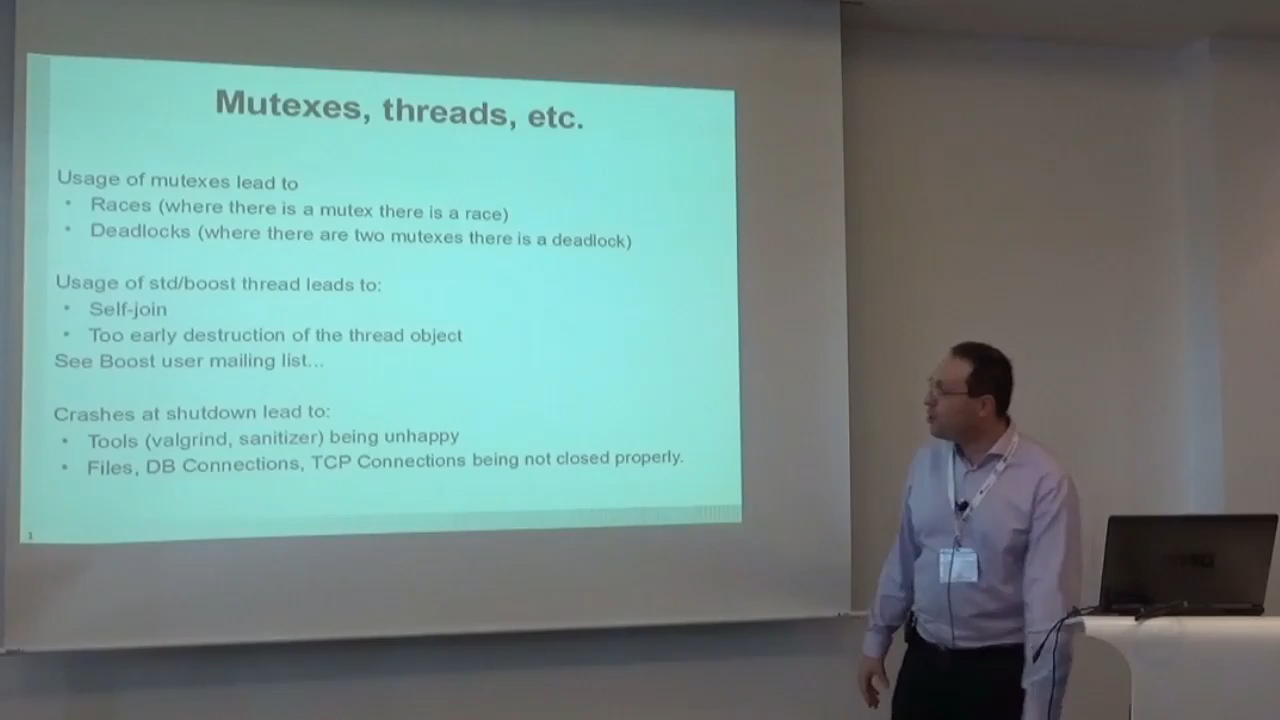 Mutexes, threads, etc.
Usage of mutexes lead to
• Races (where there is a mutex there is a race)
• Deadlocks (where there are two mutexes there is a deadlock)
Usage of std/boost thread leads to:
• Self-join
• Too early destruction of the thread object
See Boost user mailing list...
Crashes at shutdown lead to:
• Tools (valgrind, sanitizer) being unhappy
• Files, DB Connections, TCP Connections being not closed properly.
1